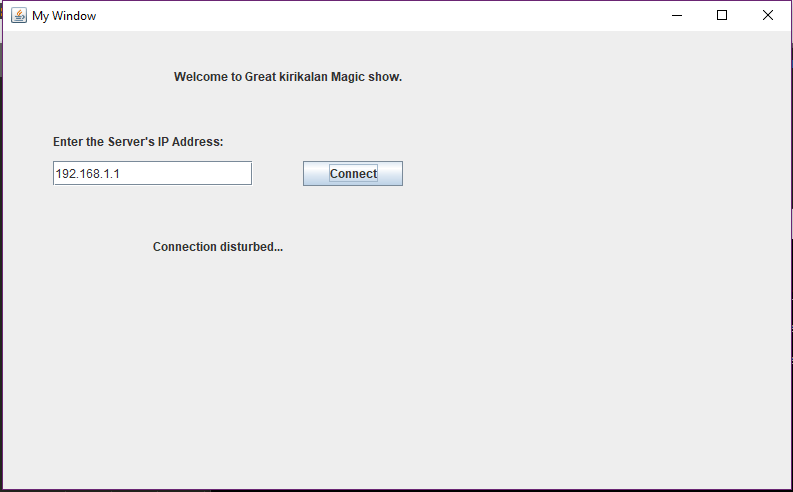 My Window
Welcome to Great kirikalan Magic show.
Enter the Server's IP Address:
192.168.1.1
Connect
Connection disturbed...